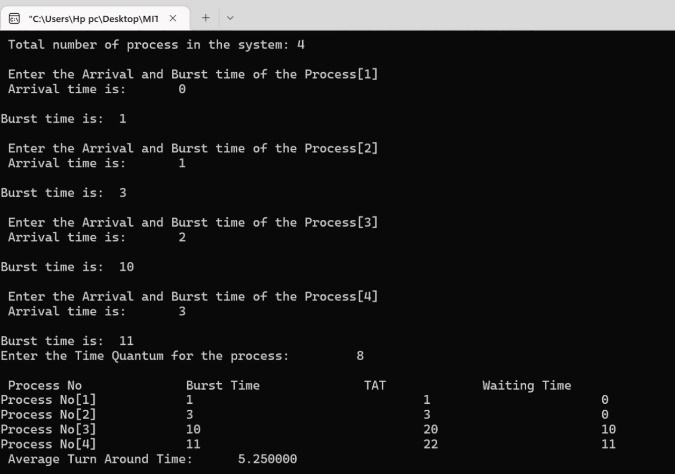 "C:\Users\Hp pc\Desktop\MIT
Total number of process in the system: 4
Enter the Arrival and Burst time of the Process[1]
Arrival time is: 0
Burst time is: 1
Enter the Arrival and Burst time of the Process[2]
Arrival time is: 1
Burst time is: 3
Enter the Arrival and Burst time of the Process[3]
Arrival time is: 2
Burst time is: 10
Enter the Arrival and Burst time of the Process[4]
Arrival time is: 3
Burst time is: 11
Enter the Time Quantum for the process: 8
Process No Burst Time TAT Waiting Time
Process No[1] 1 1 0
Process No[2] 3 3 0
Process No[3] 10 20 10
Process No[4] 11 22 11
Average Turn Around Time: 5.250000